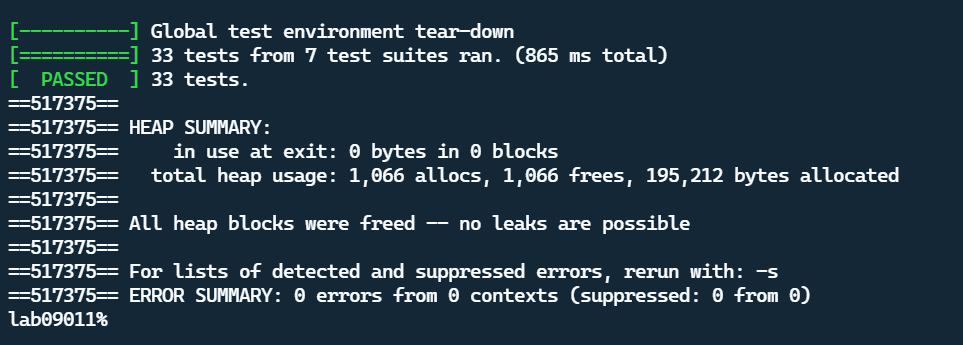 [----------] Global test environment tear-down
[==========] 33 tests from 7 test suites ran. (865 ms total)
[  PASSED  ] 33 tests.
==517375==
==517375== HEAP SUMMARY:
==517375==     in use at exit: 0 bytes in 0 blocks
==517375==   total heap usage: 1,066 allocs, 1,066 frees, 195,212 bytes allocated
==517375==
==517375== All heap blocks were freed -- no leaks are possible
==517375==
==517375== For lists of detected and suppressed errors, rerun with: -s
==517375== ERROR SUMMARY: 0 errors from 0 contexts (suppressed: 0 from 0)
lab09011%